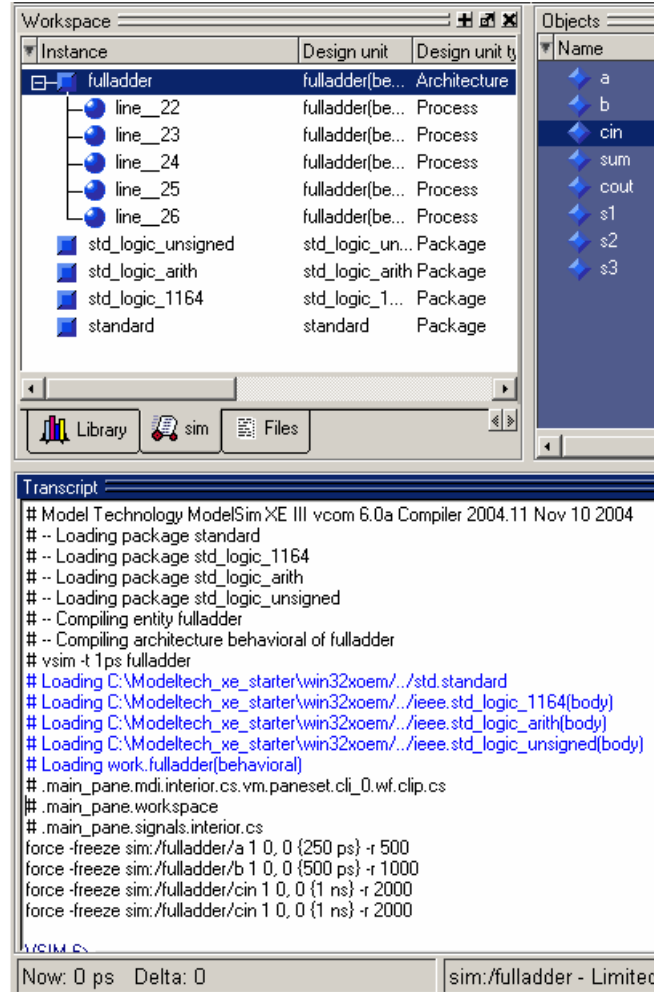 Workspace
Instance Design unit Design unit ty
fulladder fulladder(be... Architecture
line__22 fulladder(be... Process
line__23 fulladder(be... Process
line__24 fulladder(be... Process
line__25 fulladder(be... Process
line__26 fulladder(be... Process
std_logic_unsigned std_logic_un... Package
std_logic_arith std_logic_arith Package
std_logic_1164 std_logic_1... Package
standard standard Package
Library sim Files
Objects
Name
a
b
cin
sum
cout
s1
s2
s3
Transcript
# Model Technology ModelSim XE III vcom 6.0a Compiler 2004.11 Nov 10 2004
# -- Loading package standard
# -- Loading package std_logic_1164
# -- Loading package std_logic_arith
# -- Loading package std_logic_unsigned
# -- Compiling entity fulladder
# -- Compiling architecture behavioral of fulladder
# vsim -t 1ps fulladder
# Loading C:\Modeltech_xe_starter\win32xoem/../std.standard
# Loading C:\Modeltech_xe_starter\win32xoem/../ieee.std_logic_1164(body)
# Loading C:\Modeltech_xe_starter\win32xoem/../ieee.std_logic_arith(body)
# Loading C:\Modeltech_xe_starter\win32xoem/../ieee.std_logic_unsigned(body)
# Loading work.fulladder(behavioral)
# .main_pane.mdi.interior.cs.vm.paneset.cli_0.wf.clip.cs
# .main_pane.workspace
# .main_pane.signals.interior.cs
force -freeze sim:/fulladder/a 1 0, 0 {250 ps} -r 500
force -freeze sim:/fulladder/b 1 0, 0 {500 ps} -r 1000
force -freeze sim:/fulladder/cin 1 0, 0 {1 ns} -r 2000
force -freeze sim:/fulladder/cin 1 0, 0 {1 ns} -r 2000
Now: 0 ps Delta: 0
sim:/fulladder - Limited